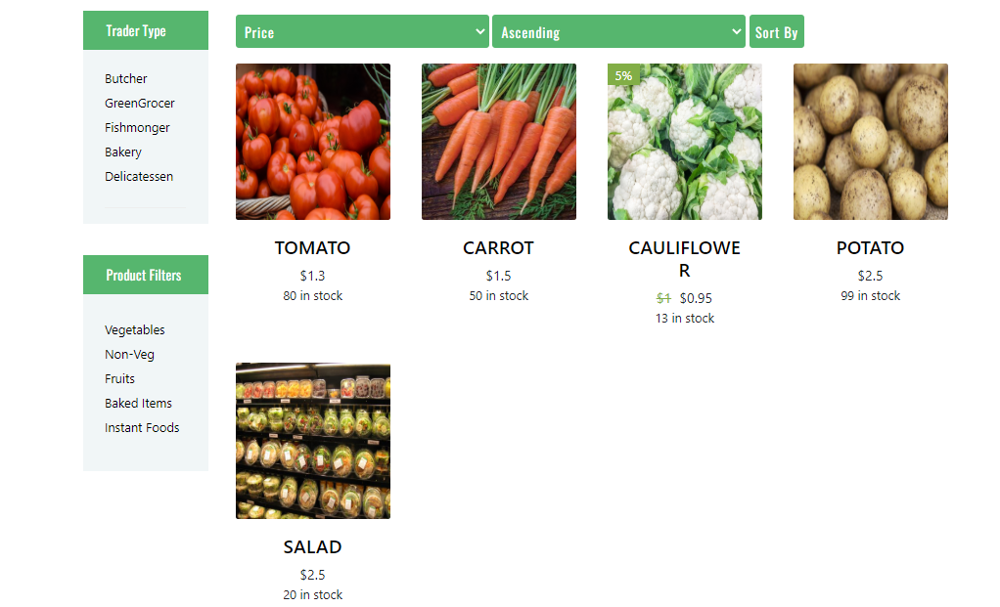 Trader Type
Butcher
GreenGrocer
Fishmonger
Bakery
Delicatessen
Product Filters
Vegetables
Non-Veg
Fruits
Baked Items
Instant Foods
Price
Ascending
Sort By
TOMATO
$1.3
80 in stock
CARROT
$1.5
50 in stock
5%
CAULIFLOWE
R
$1 $0.95
13 in stock
POTATO
$2.5
99 in stock
SALAD
$2.5
20 in stock